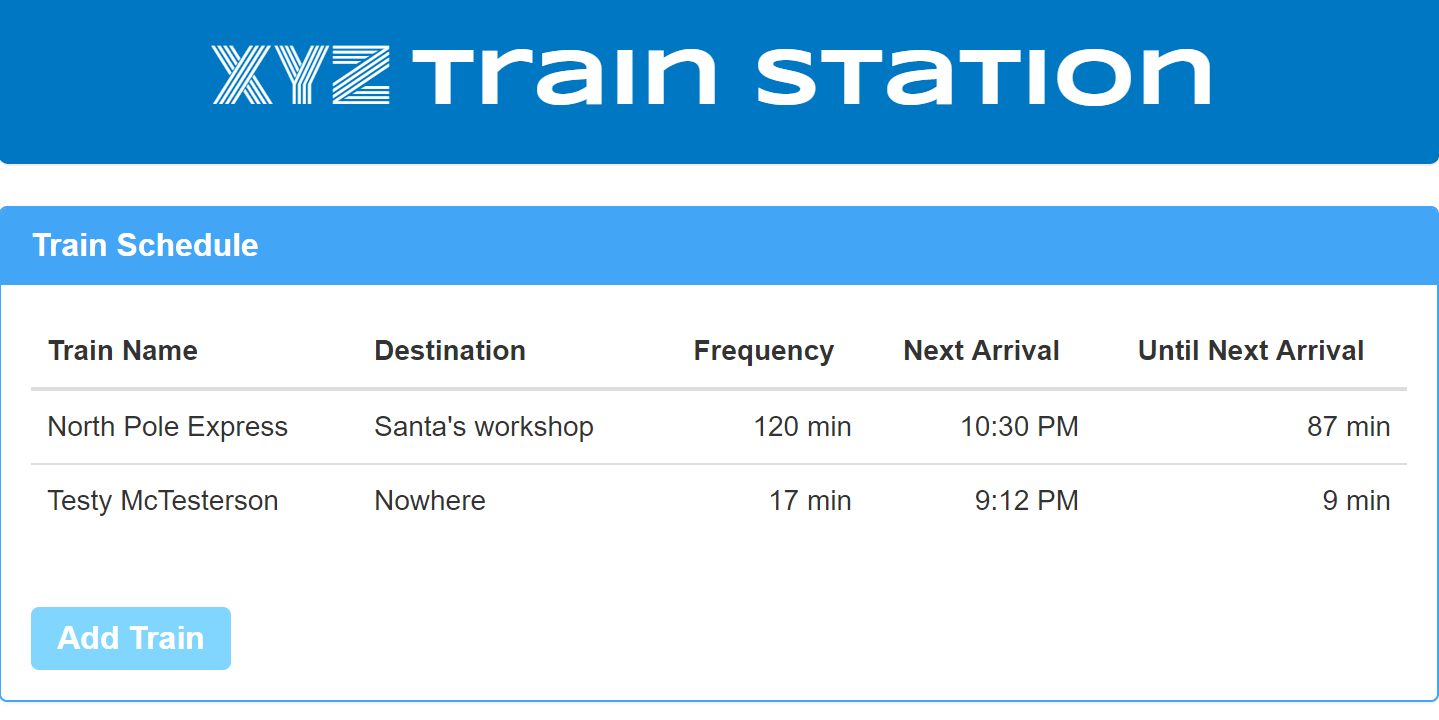 XYZ Train Station
Train Schedule
Train Name Destination Frequency Next Arrival Until Next Arrival
North Pole Express Santa's workshop 120 min 10:30 PM 87 min
Testy McTesterson Nowhere 17 min 9:12 PM 9 min
Add Train